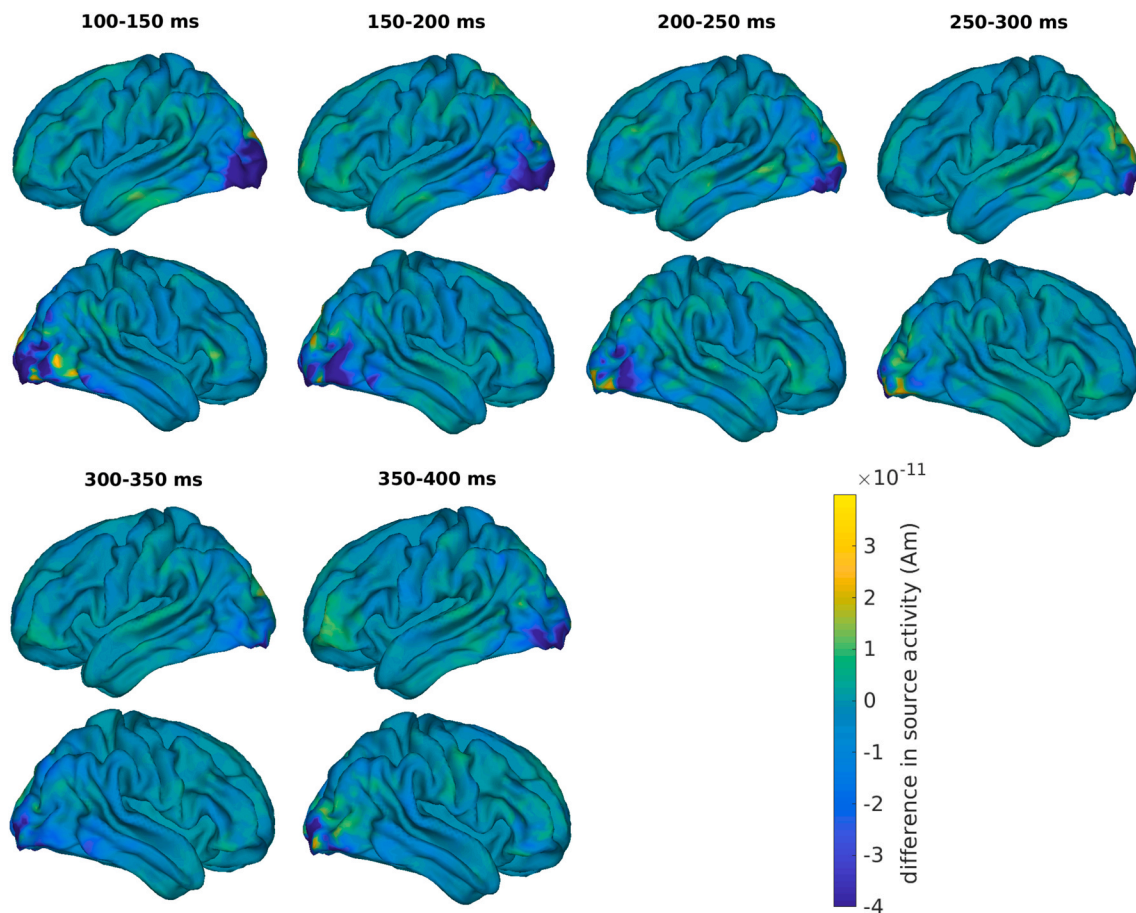 100-150 ms
150-200 ms
200-250 ms
250-300 ms
300-350 ms
350-400 ms
×10-11
3
2
1
0
-1
-2
-3
-4
difference in source activity (Am)